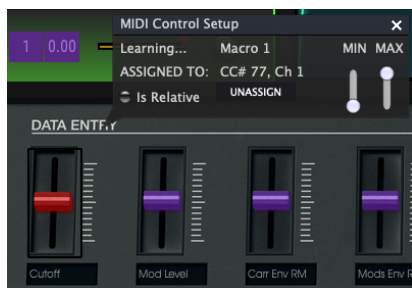 MIDI Control Setup
1 0.00
Learning... Macro 1 MIN MAX
ASSIGNED TO: CC# 77, Ch 1
Is Relative UNASSIGN
DATA ENTRY
Cutoff Mod Level Carr Env RM Mods Env